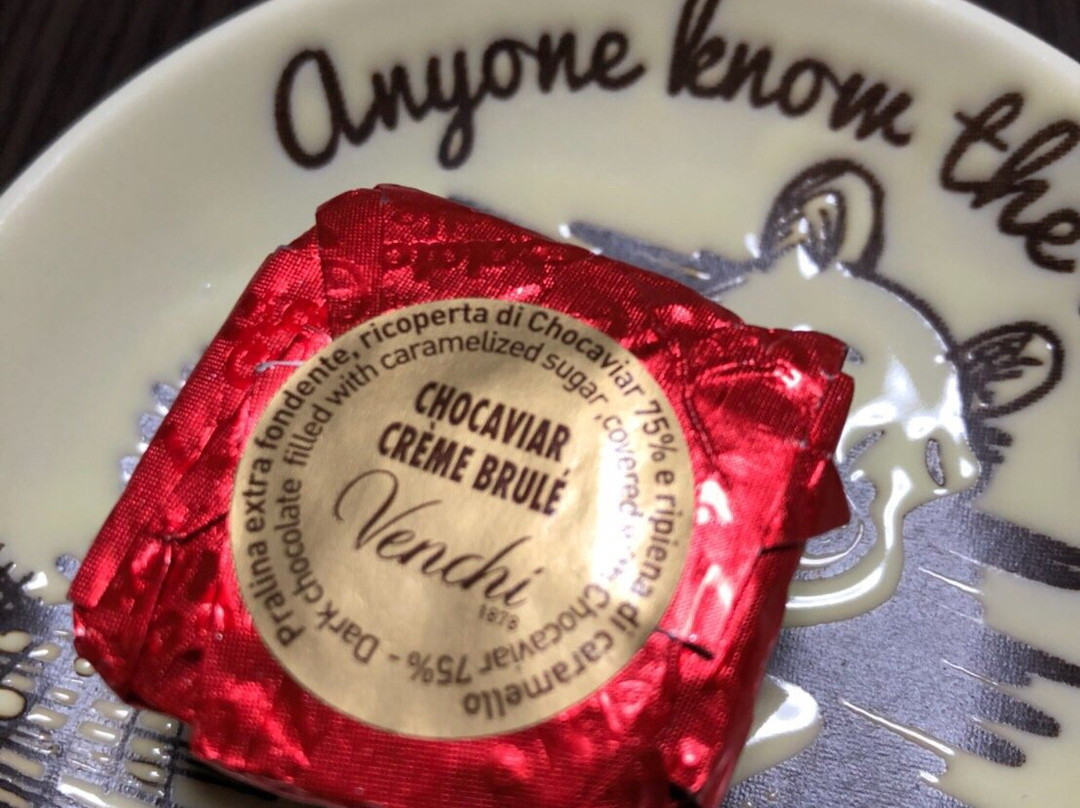 Anyone know the
Pralina extra fondente, ricoperta di Chocaviar 75% e ripiena di caramello
Dark chocolate filled with caramelized sugar, covered with Chocaviar 75% -
CHOCAVIAR
CRÈME BRULÉ
Venchi
1878